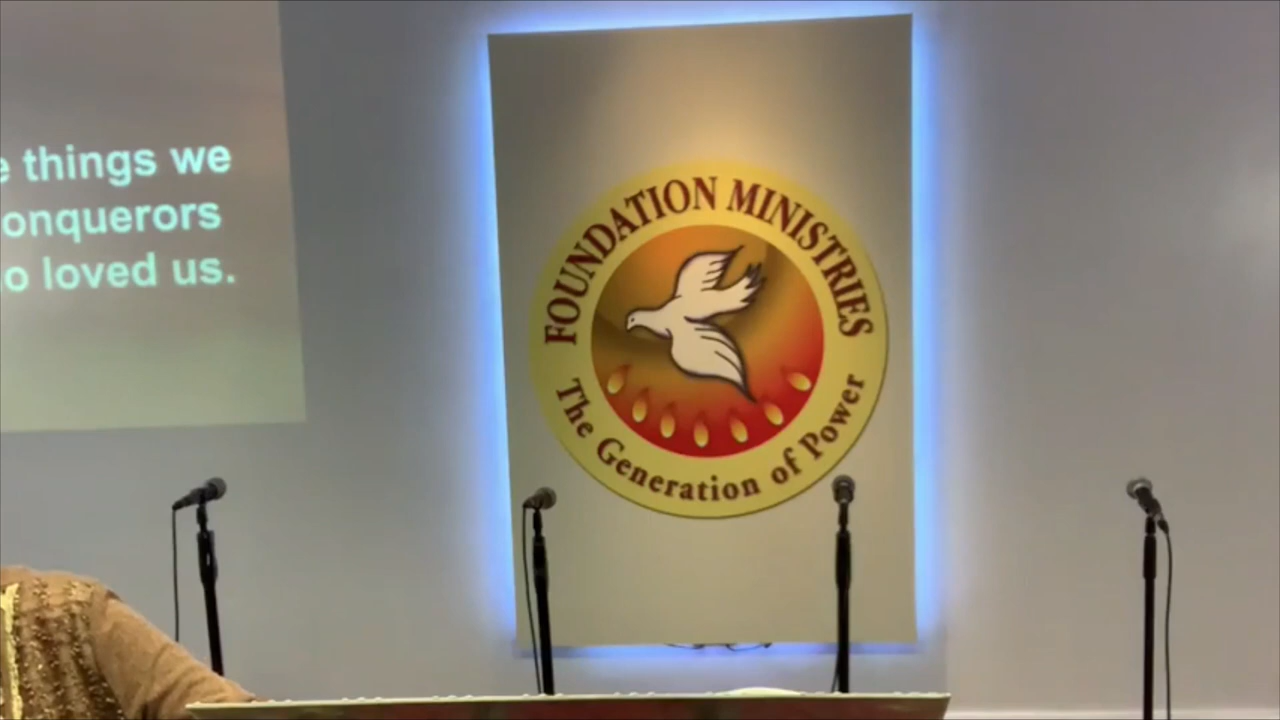 things we
onquerors
o loved us.
FOUNDATION MINISTRIES
The Generation of Power